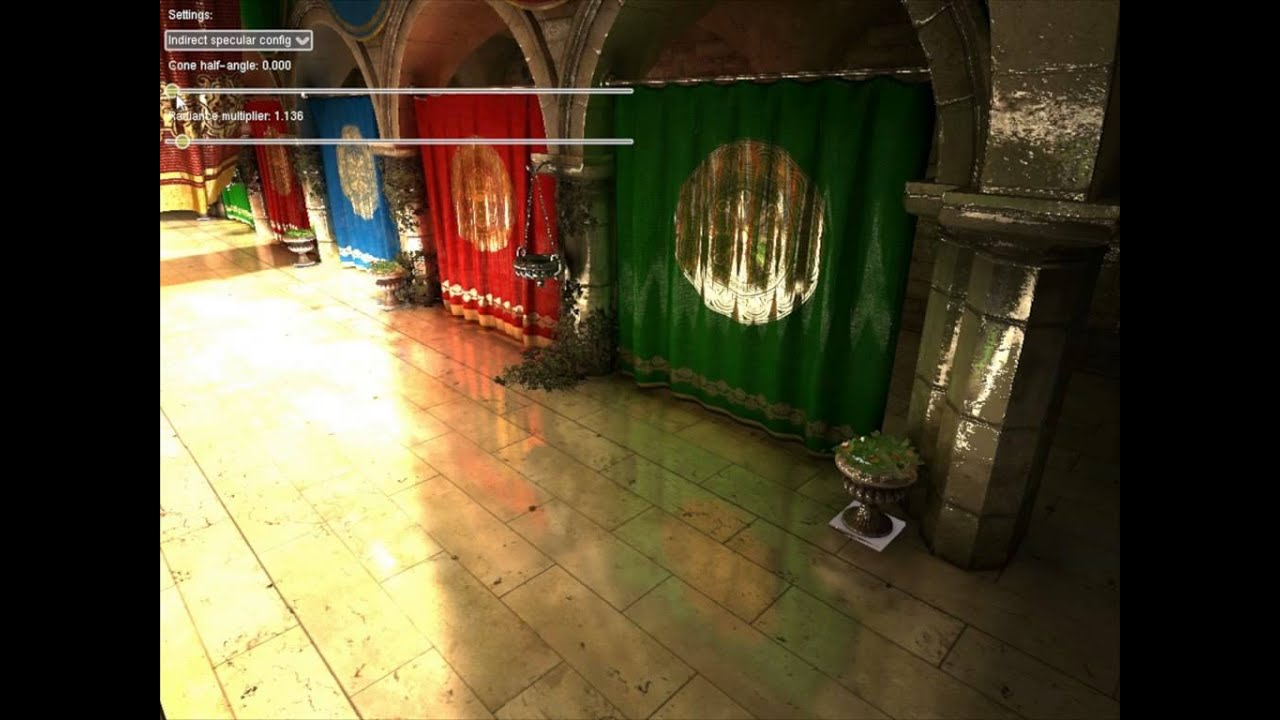 Settings:
Indirect specular config
Cone half-angle: 0.000
Radiance multiplier: 1.136